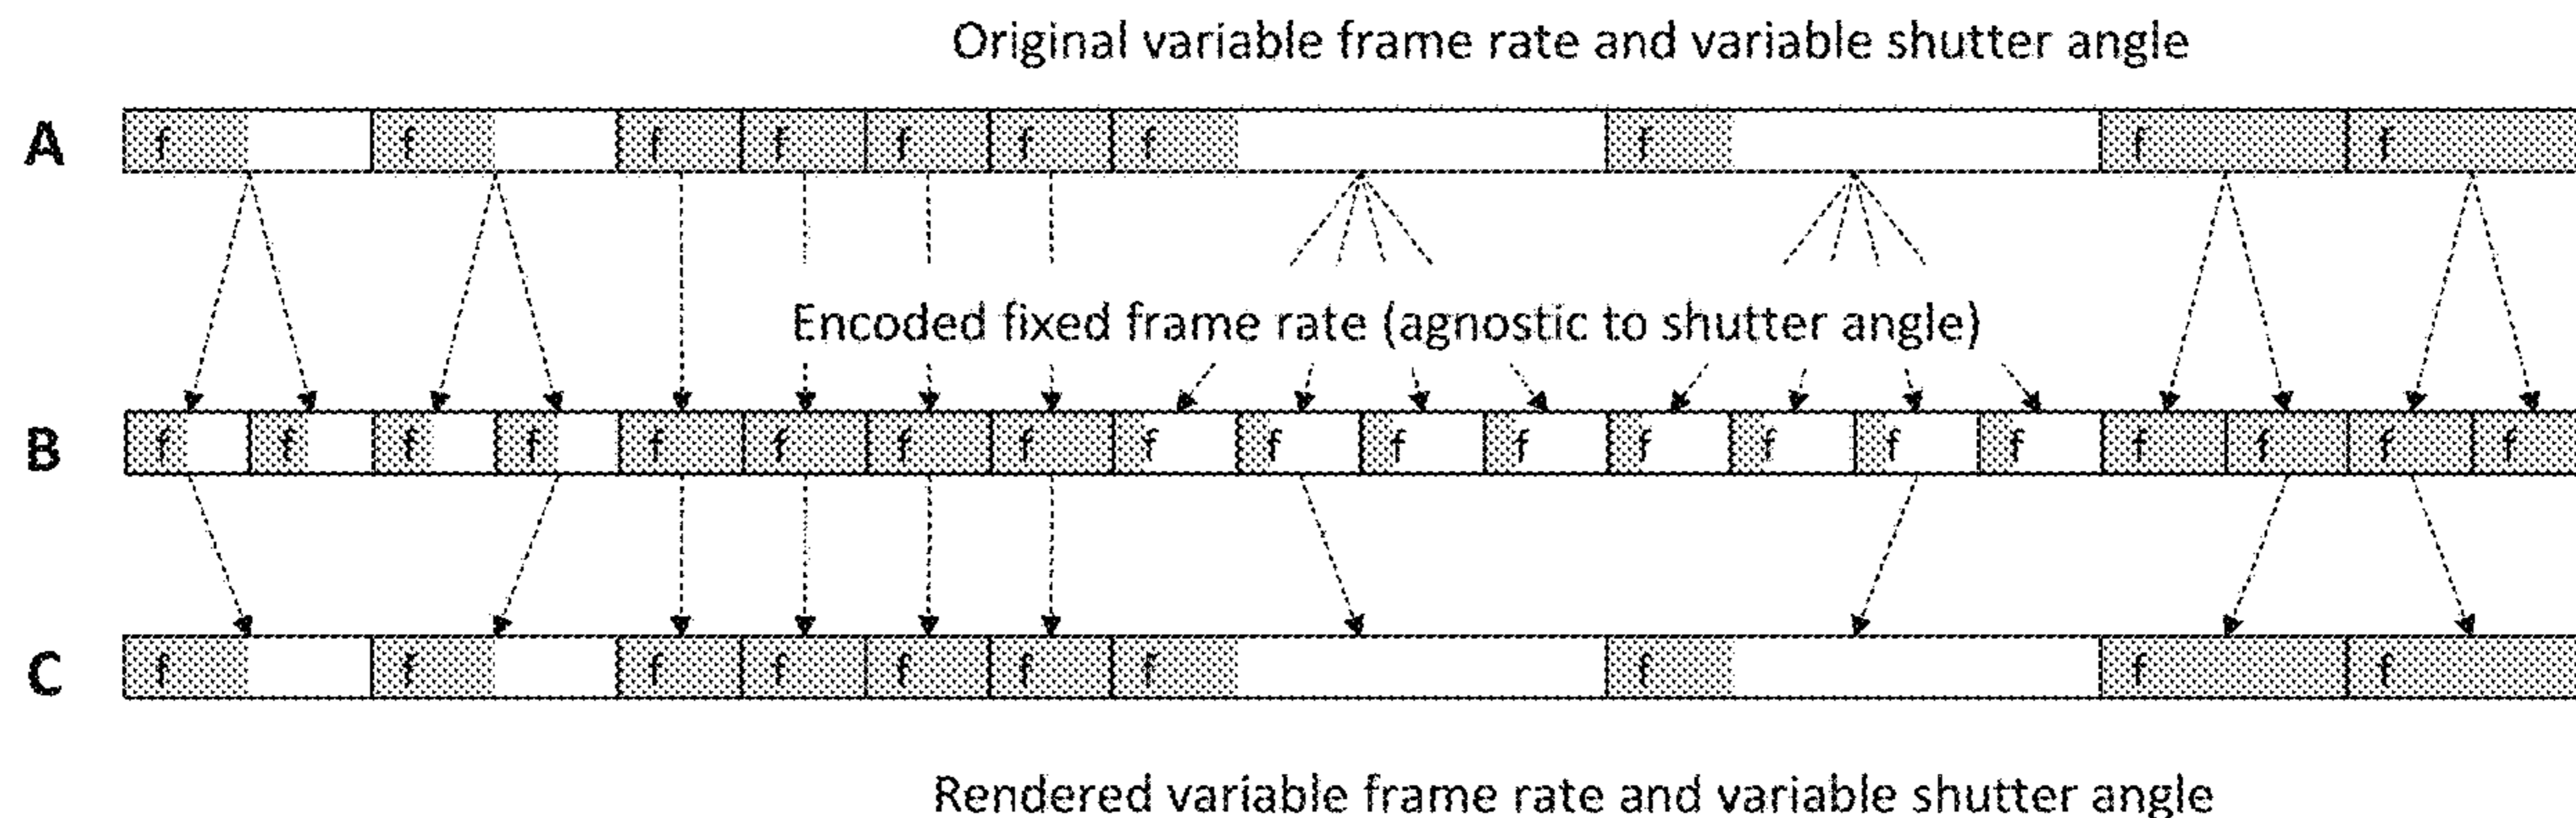 Original variable frame rate and variable shutter angle
A f f f f f f f f f f
Encoded fixed frame rate (agnostic to shutter angle)
B f f f f f f f f f f f f f f f f f f f f
C f f f f f f f f f f
Rendered variable frame rate and variable shutter angle